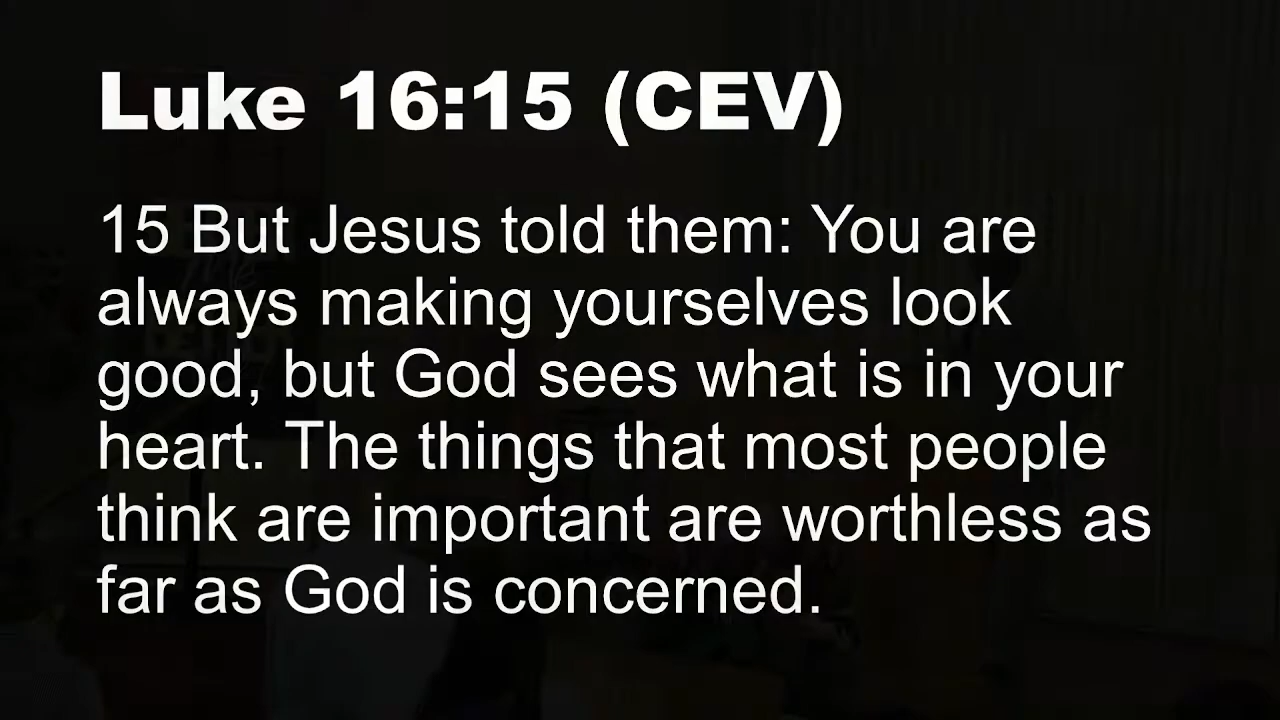 Luke 16:15 (CEV)
15 But Jesus told them: You are
always making yourselves look
good, but God sees what is in your
heart. The things that most people
think are important are worthless as
far as God is concerned.